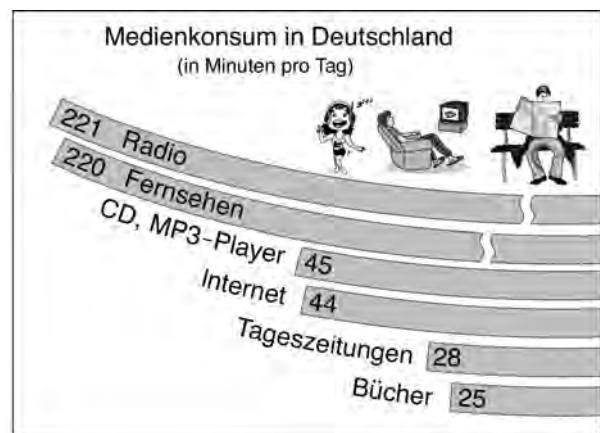 Medienkonsum in Deutschland
(in Minuten pro Tag)
221 Radio
220 Fernsehen
CD, MP3-Player 45
Internet 44
Tageszeitungen 28
Bücher 25